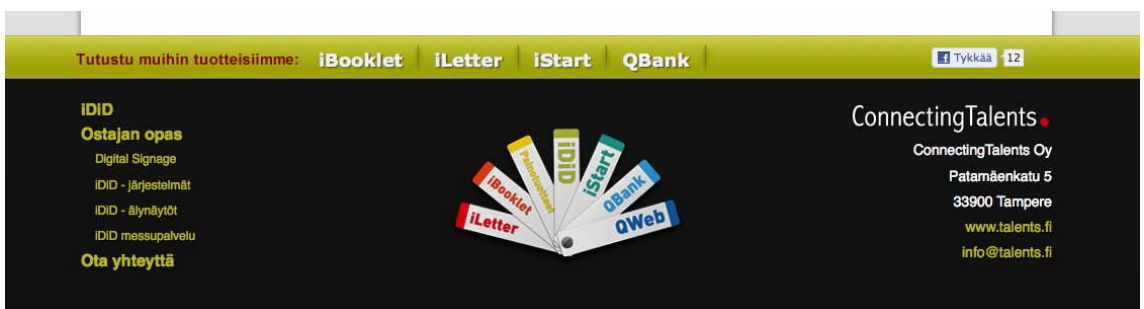 Tutustu muihin tuotteisiimme: iBooklet iLetter iStart QBank
Tykkää 12
iDiD
Ostajan opas
Digital Signage
iDiD - järjestelmät
iDiD - älynäytöt
iDiD messupalvelu
Ota yhteyttä
iLetter
iBooklet
Painotuotteet
iDiD
iStart
QBank
QWeb
ConnectingTalents.
ConnectingTalents Oy
Patamäenkatu 5
33900 Tampere
www.talents.fi
info@talents.fi